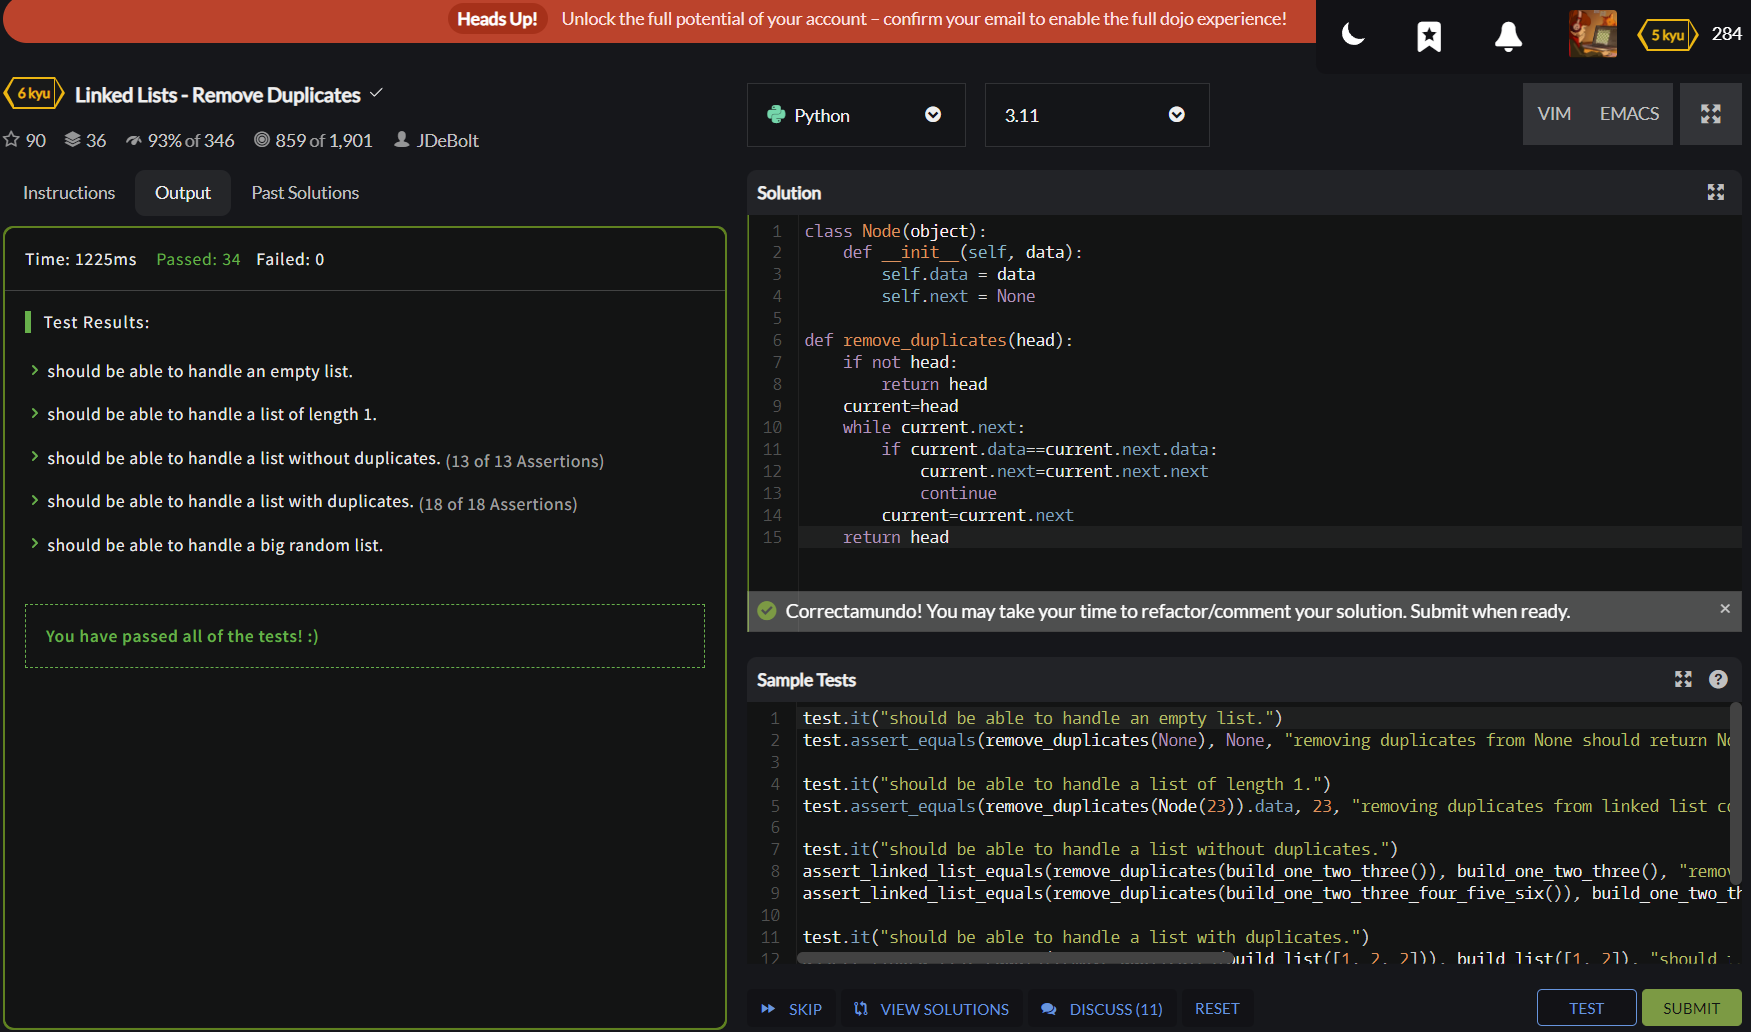 Heads Up! Unlock the full potential of your account – confirm your email to enable the full dojo experience!
5 kyu 284
6 kyu Linked Lists - Remove Duplicates
90 36 93% of 346 859 of 1,901 JDeBolt
Instructions Output Past Solutions
Time: 1225ms Passed: 34 Failed: 0
Test Results:
should be able to handle an empty list.
should be able to handle a list of length 1.
should be able to handle a list without duplicates. (13 of 13 Assertions)
should be able to handle a list with duplicates. (18 of 18 Assertions)
should be able to handle a big random list.
You have passed all of the tests! :)
Python 3.11 VIM EMACS
Solution
1 class Node(object):
2 def __init__(self, data):
3 self.data = data
4 self.next = None
5
6 def remove_duplicates(head):
7 if not head:
8 return head
9 current=head
10 while current.next:
11 if current.data==current.next.data:
12 current.next=current.next.next
13 continue
14 current=current.next
15 return head
Correctamundo! You may take your time to refactor/comment your solution. Submit when ready.
Sample Tests
1 test.it("should be able to handle an empty list.")
2 test.assert_equals(remove_duplicates(None), None, "removing duplicates from None should return
3
4 test.it("should be able to handle a list of length 1.")
5 test.assert_equals(remove_duplicates(Node(23)).data, 23, "removing duplicates from linked list
6
7 test.it("should be able to handle a list without duplicates.")
8 assert_linked_list_equals(remove_duplicates(build_one_two_three()), build_one_two_three(), "remov
9 assert_linked_list_equals(remove_duplicates(build_one_two_three_four_five_six()), build_one_two_th
10
11 test.it("should be able to handle a list with duplicates.")
12 build_list([1, 2, 2])), build_list([1, 2]), "should
SKIP VIEW SOLUTIONS DISCUSS (11) RESET TEST SUBMIT